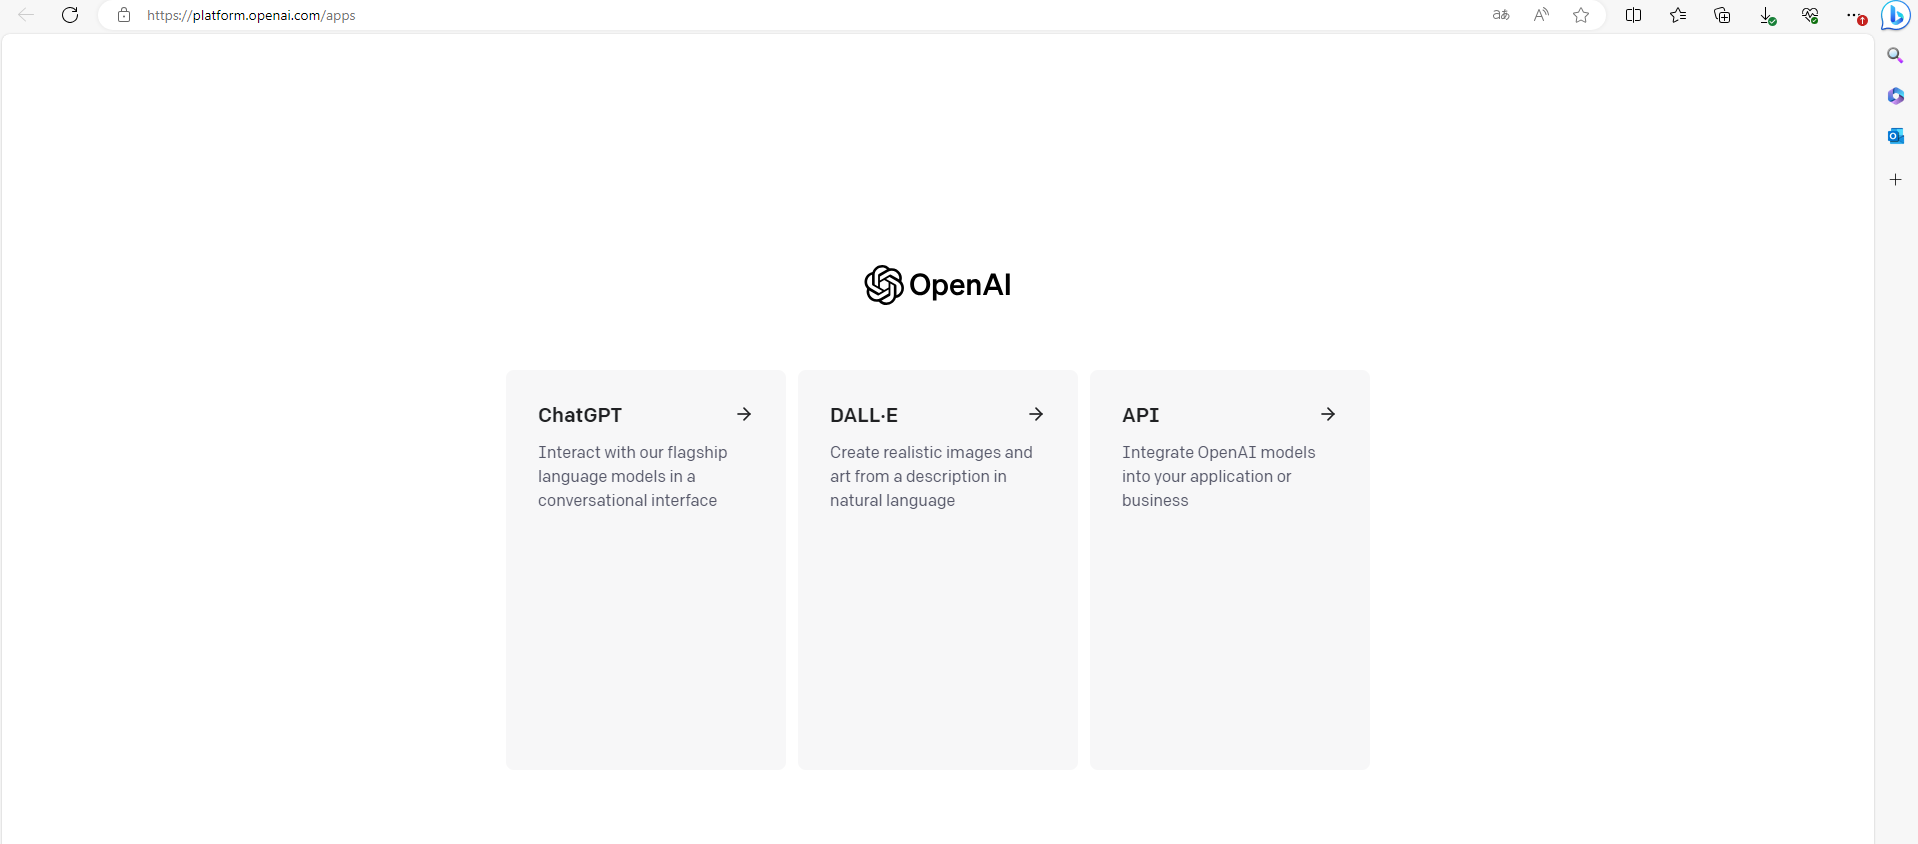 https://platform.openai.com/apps
OpenAI
ChatGPT
Interact with our flagship
language models in a
conversational interface
DALL·E
Create realistic images and
art from a description in
natural language
API
Integrate OpenAI models
into your application or
business